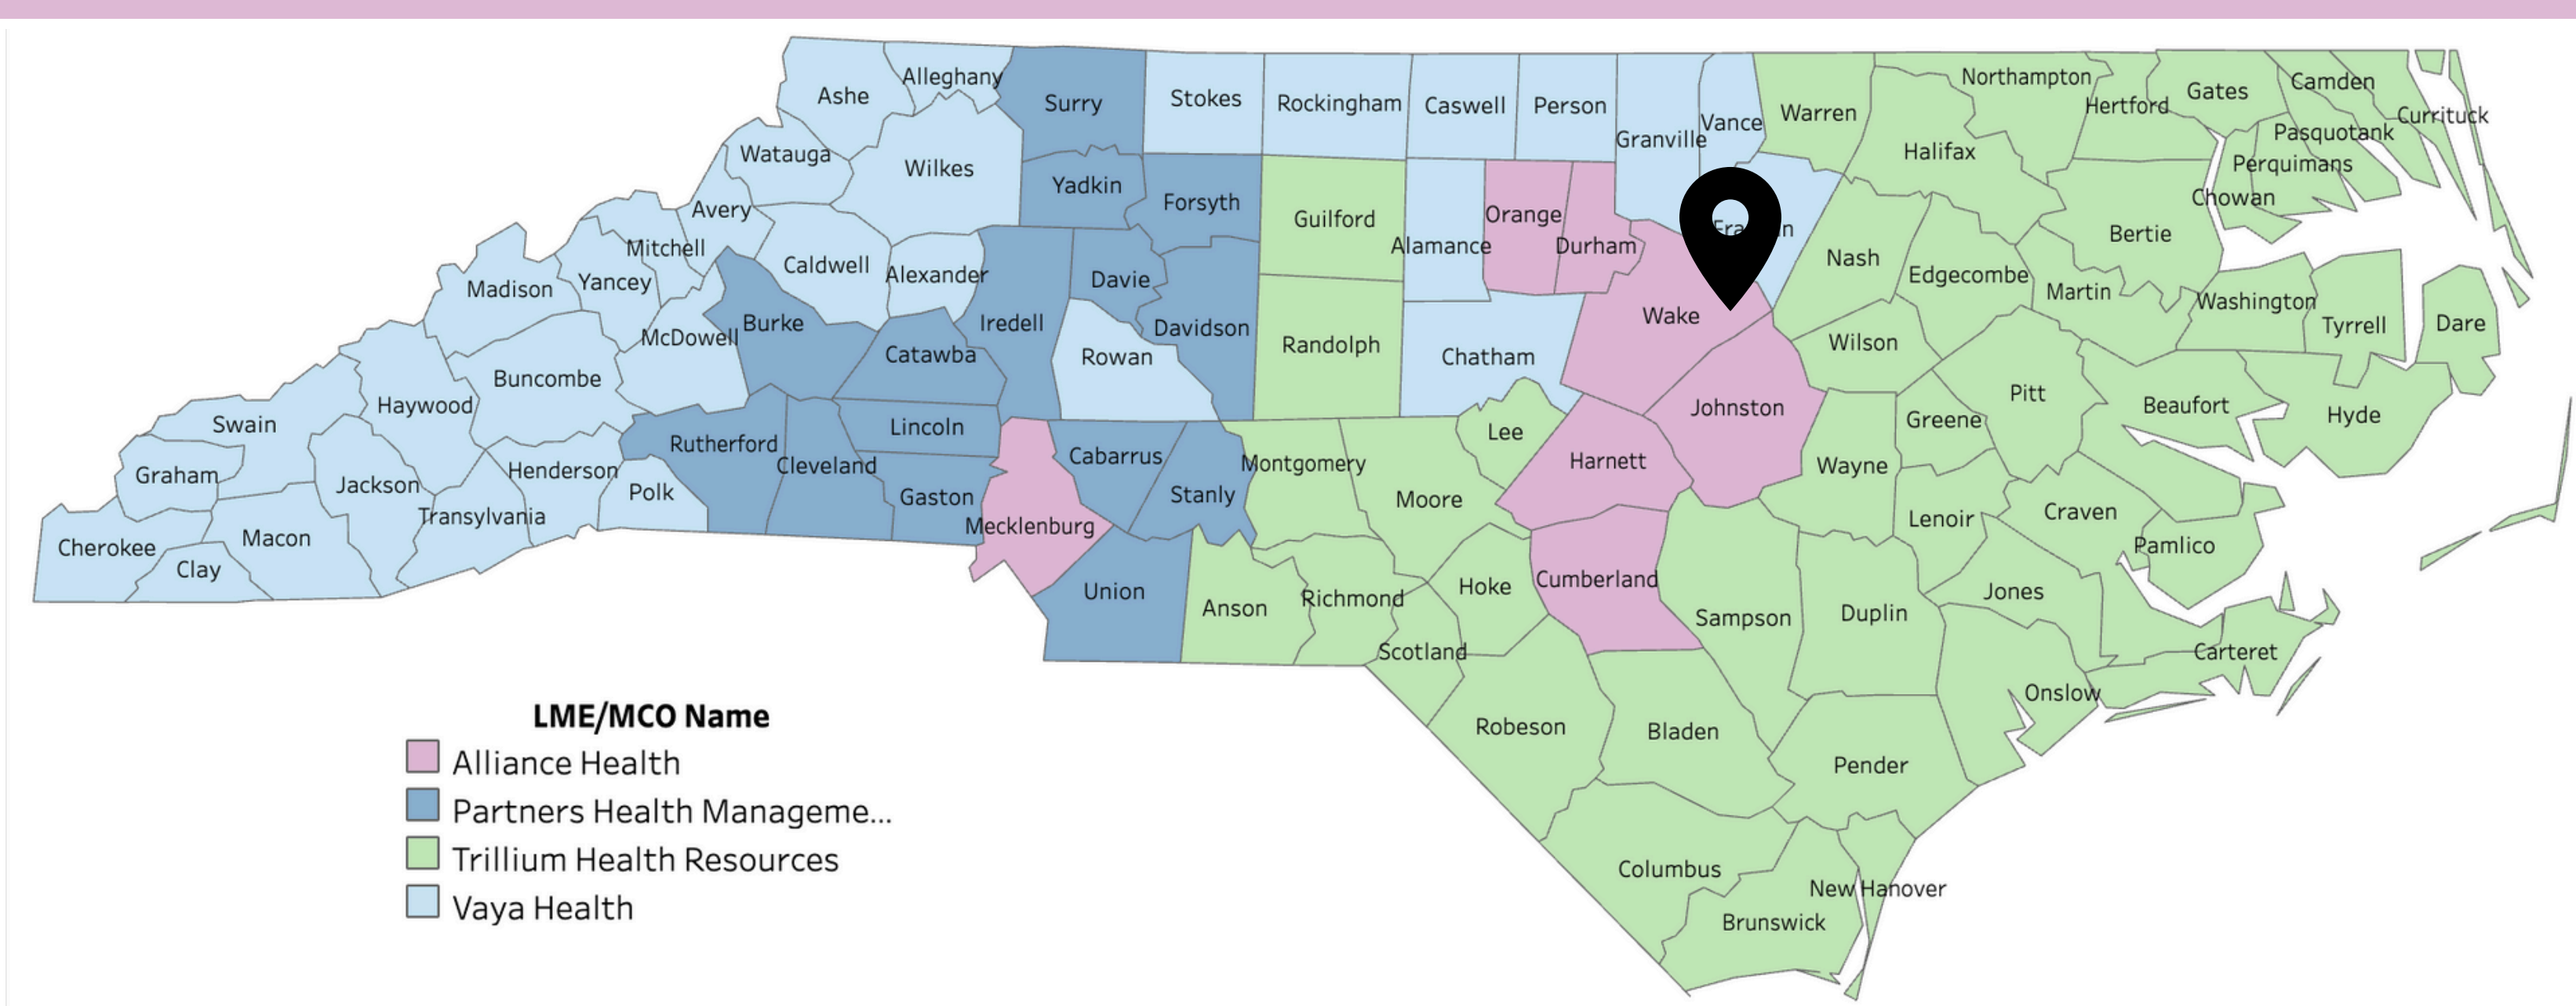 Ashe
Alleghany
Surry
Stokes
Rockingham
Caswell
Person
Granville
Vance
Warren
Northampton
Halifax
Hertford
Gates
Camden
Currituck
Pasquotank
Perquimans
Chowan
Watauga
Wilkes
Yadkin
Forsyth
Guilford
Alamance
Orange
Durham
Nash
Edgecombe
Martin
Bertie
Washington
Tyrrell
Dare
Avery
Mitchell
Yancey
Madison
Caldwell
Alexander
Iredell
Davie
Davidson
Randolph
Chatham
Wake
Wilson
McDowell
Burke
Catawba
Rowan
Buncombe
Haywood
Swain
Graham
Jackson
Rutherford
Cleveland
Lincoln
Gaston
Mecklenburg
Cabarrus
Stanly
Montgomery
Moore
Lee
Harnett
Johnston
Wayne
Greene
Pitt
Beaufort
Hyde
Henderson
Polk
Transylvania
Macon
Cherokee
Clay
Union
Anson
Richmond
Hoke
Scotland
Cumberland
Sampson
Duplin
Lenoir
Craven
Pamlico
Jones
Carteret
Onslow
Robeson
Bladen
Pender
Columbus
New Hanover
Brunswick
LME/MCO Name
Alliance Health
Partners Health Manageme...
Trillium Health Resources
Vaya Health